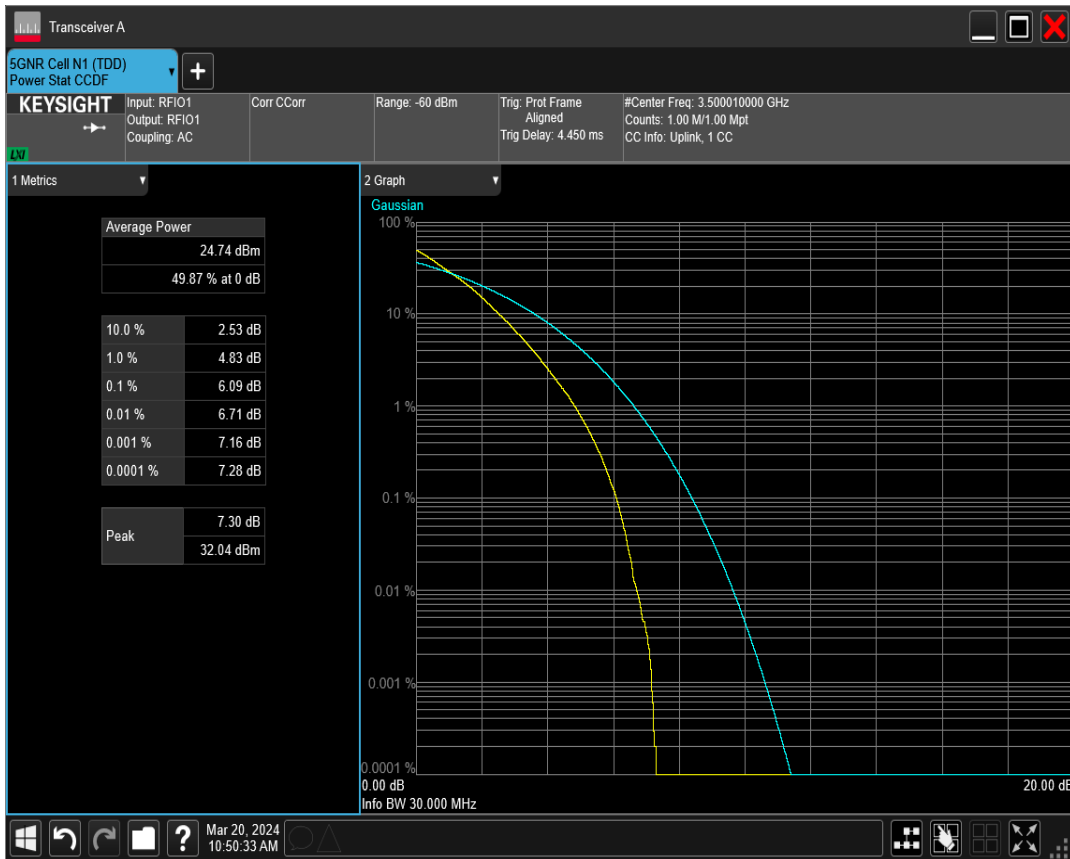 Transceiver A
5GNR Cell N1 (TDD)
Power Stat CCDF
+
KEYSIGHT
LXI
Input: RFIO1
Output: RFIO1
Coupling: AC
Corr CCorr
Range: -60 dBm
Trig: Prot Frame
Aligned
Trig Delay: 4.450 ms
#Center Freq: 3.500010000 GHz
Counts: 1.00 M/1.00 Mpt
CC Info: Uplink, 1 CC
1 Metrics
Average Power
24.74 dBm
49.87 % at 0 dB
10.0 % 2.53 dB
1.0 % 4.83 dB
0.1 % 6.09 dB
0.01 % 6.71 dB
0.001 % 7.16 dB
0.0001 % 7.28 dB
Peak
7.30 dB
32.04 dBm
2 Graph
Gaussian
100 %
10 %
1 %
0.1 %
0.01 %
0.001 %
0.0001 %
0.00 dB 20.00 dB
Info BW 30.000 MHz
?
Mar 20, 2024
10:50:33 AM